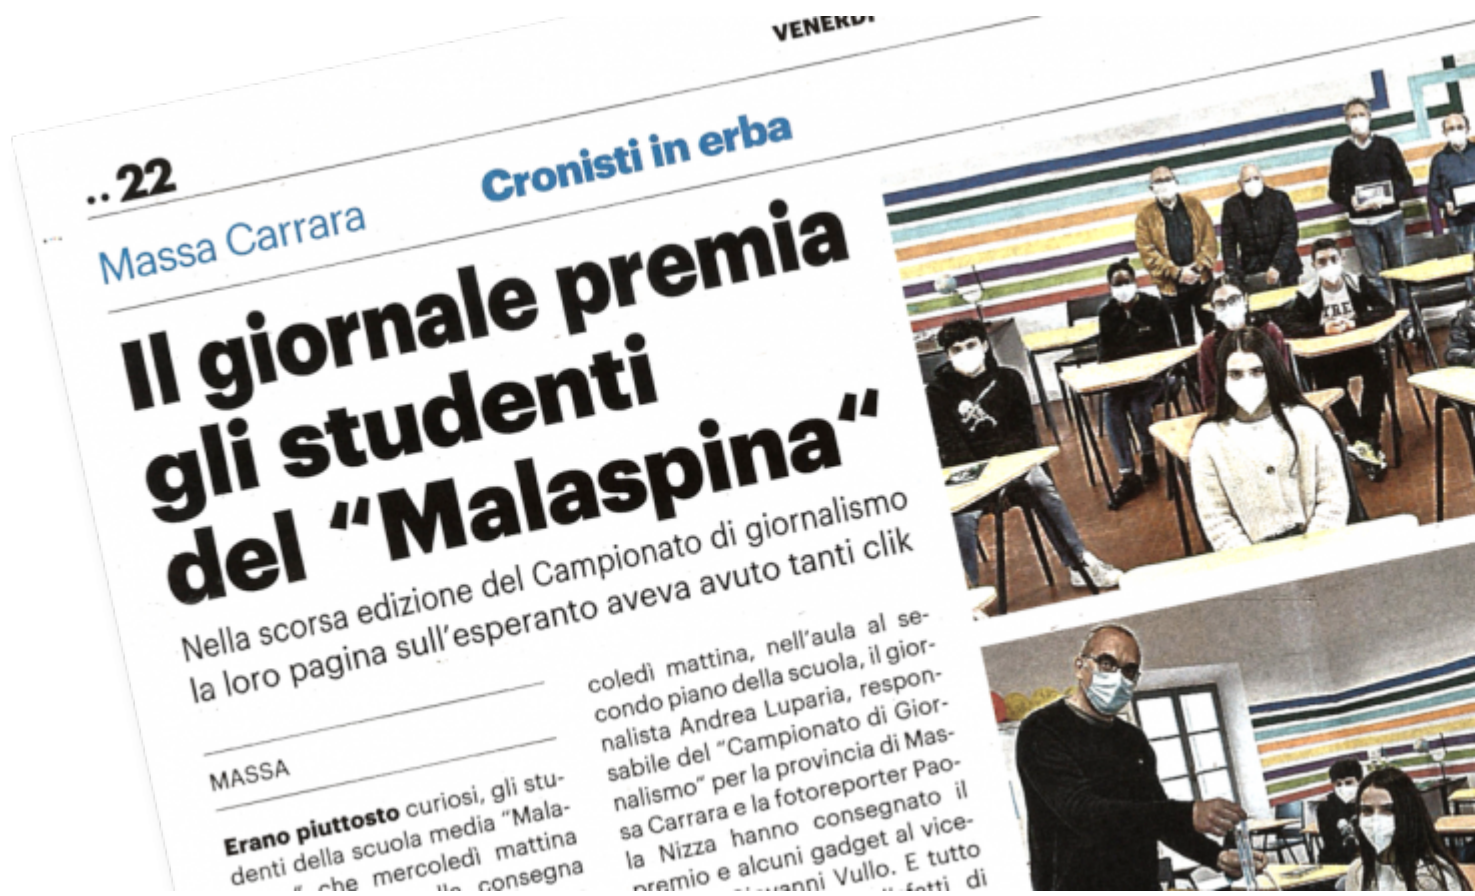 VENERDÌ
..22
Massa Carrara
Cronisti in erba
Il giornale premia
gli studenti
del “Malaspina“
Nella scorsa edizione del Campionato di giornalismo
la loro pagina sull'esperanto aveva avuto tanti clik
MASSA
Erano piuttosto curiosi, gli stu-
denti della scuola media “Mala-
” che mercoledì mattina
consegna
coledì mattina, nell'aula al se-
condo piano della scuola, il gior-
nalista Andrea Luparia, respon-
sabile del “Campionato di Gior-
nalismo” per la provincia di Mas-
sa Carrara e la fotoreporter Pao-
la Nizza hanno consegnato il
premio e alcuni gadget al vice-
Vullo. E tutto
di